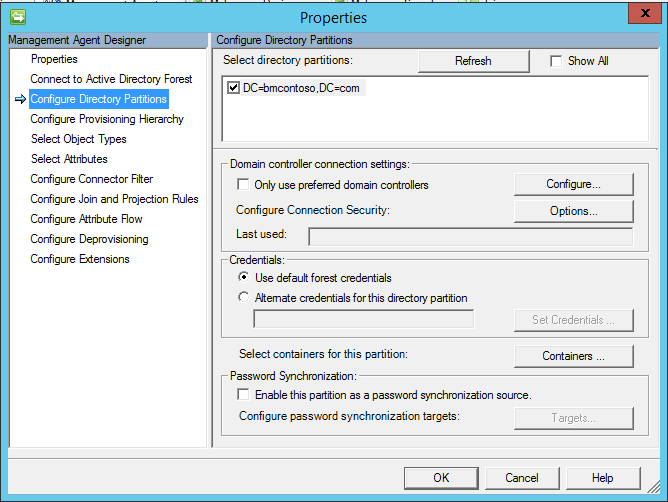 Properties
x
Management Agent Designer
Properties
Connect to Active Directory Forest
Configure Directory Partitions
Configure Provisioning Hierarchy
Select Object Types
Select Attributes
Configure Connector Filter
Configure Join and Projection Rules
Configure Attribute Flow
Configure Deprovisioning
Configure Extensions
Configure Directory Partitions
Select directory partitions:
Refresh
Show All
DC=bmcontoso,DC=com
Domain controller connection settings:
Only use preferred domain controllers
Configure...
Configure Connection Security:
Options...
Last used:
Credentials:
Use default forest credentials
Alternate credentials for this directory partition
Set Credentials ...
Select containers for this partition:
Containers ...
Password Synchronization:
Enable this partition as a password synchronization source.
Configure password synchronization targets:
Targets...
OK
Cancel
Help